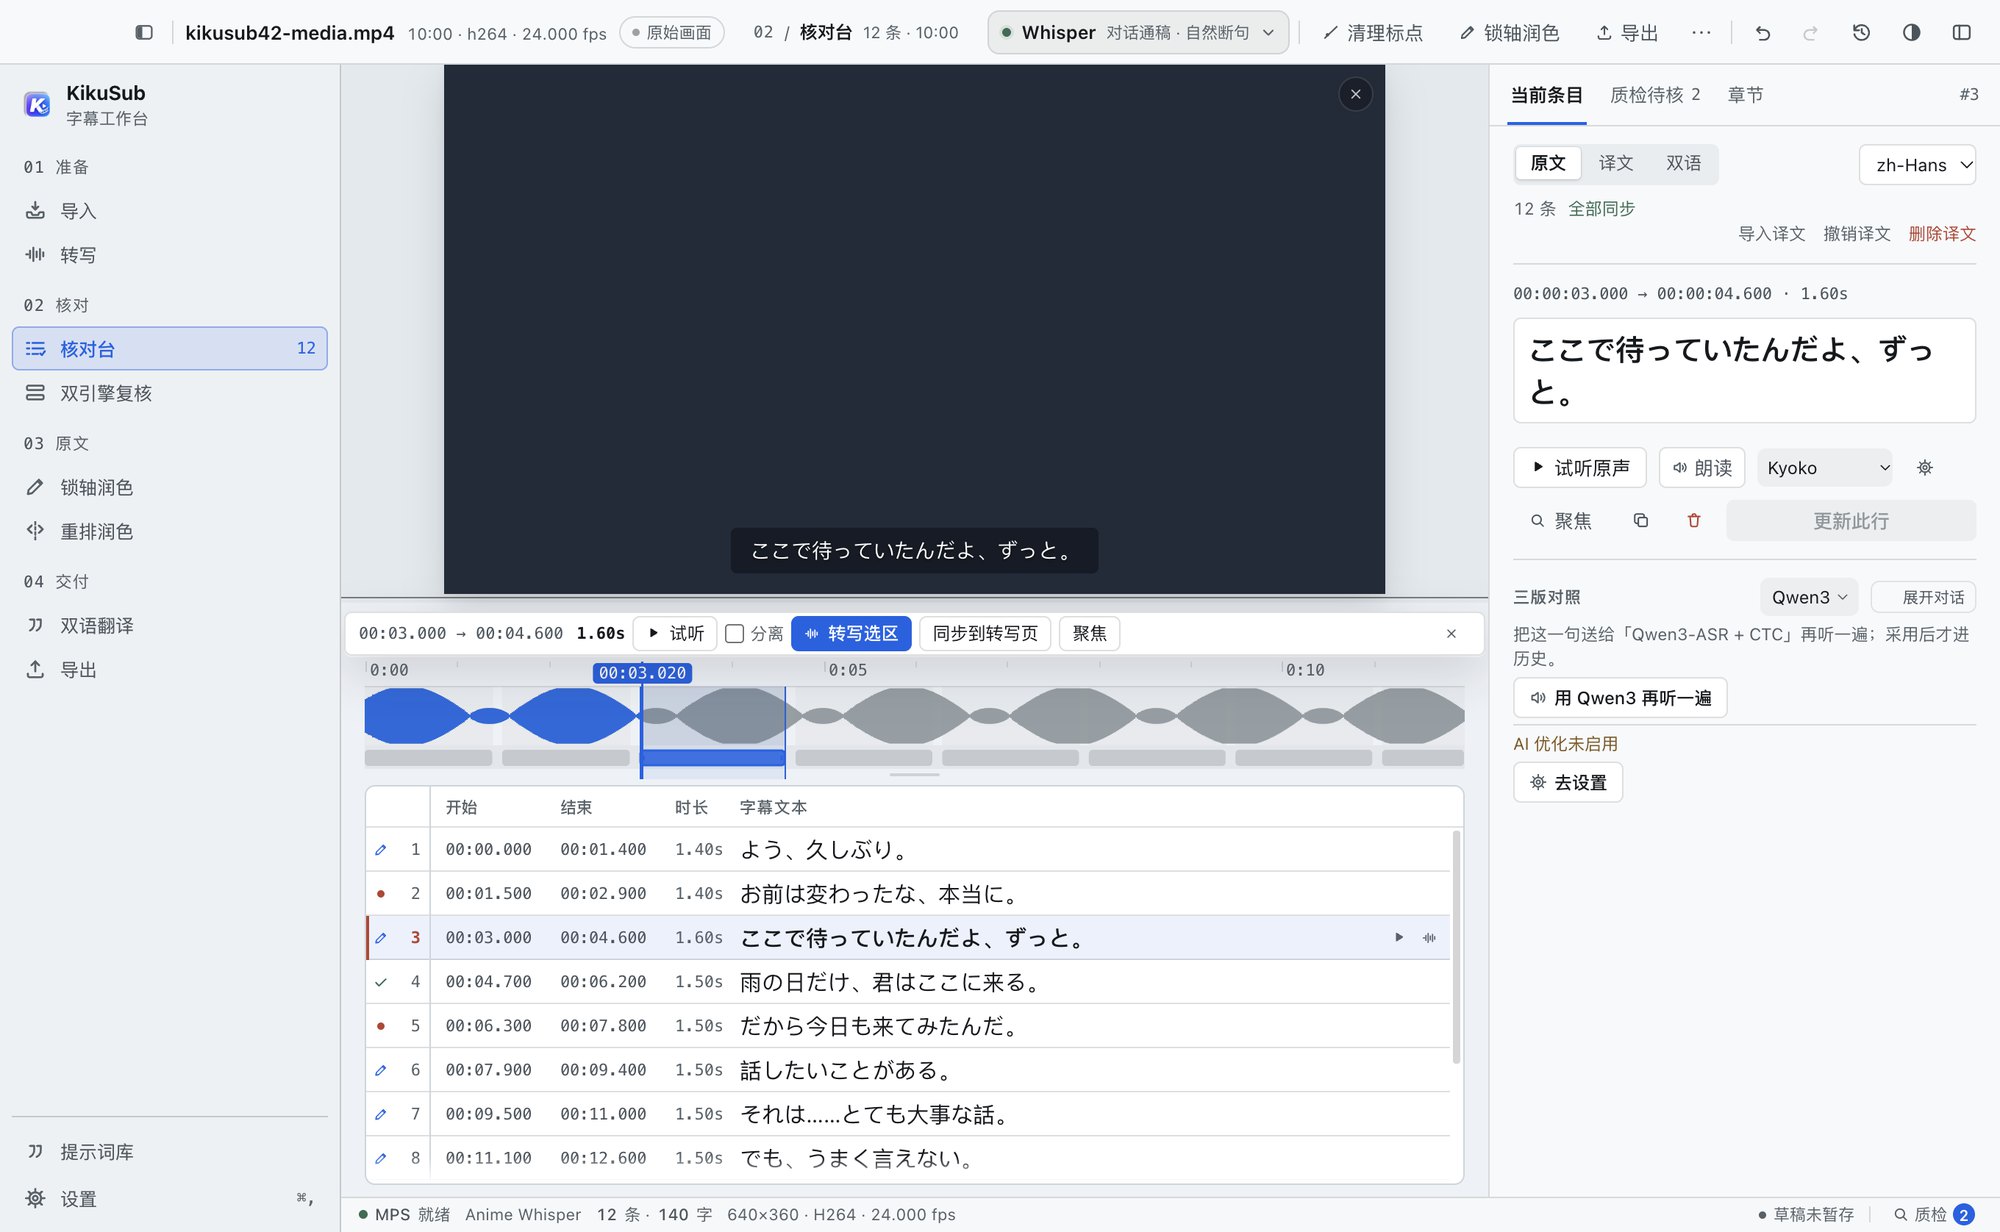 kikusub42-media.mp4 10:00 · h264 · 24.000 fps 原始画面 02 / 核对台 12 条 · 10:00 Whisper 对话通稿 · 自然断句 清理标点 锁轴润色 导出 ···
KikuSub
字幕工作台
01 准备
导入
转写
02 核对
核对台 12
双引擎复核
03 原文
锁轴润色
重排润色
04 交付
双语翻译
导出
提示词库
设置 ⌘,
ここで待っていたんだよ、ずっと。
00:03.000 → 00:04.600 1.60s 试听 分离 转写选区 同步到转写页 聚焦 ×
0:00 00:03.020 0:05 0:10
开始 结束 时长 字幕文本
1 00:00.000 00:01.400 1.40s よう、久しぶり。
2 00:01.500 00:02.900 1.40s お前は変わったな、本当に。
3 00:03.000 00:04.600 1.60s ここで待っていたんだよ、ずっと。
4 00:04.700 00:06.200 1.50s 雨の日だけ、君はここに来る。
5 00:06.300 00:07.800 1.50s だから今日も来てみたんだ。
6 00:07.900 00:09.400 1.50s 話したいことがある。
7 00:09.500 00:11.000 1.50s それは……とても大事な話。
8 00:11.100 00:12.600 1.50s でも、うまく言えない。
MPS 就绪 Anime Whisper 12 条 · 140 字 640×360 · H264 · 24.000 fps
当前条目 质检待核 2 章节 #3
原文 译文 双语 zh-Hans
12 条 全部同步
导入译文 撤销译文 删除译文
00:00:03.000 → 00:00:04.600 · 1.60s
ここで待っていたんだよ、ずっ
と。
试听原声 朗读 Kyoko
聚焦 更新此行
三版对照 Qwen3 展开对话
把这一句送给「Qwen3-ASR + CTC」再听一遍；采用后才进
历史。
用 Qwen3 再听一遍
AI 优化未启用
去设置
草稿未暂存 质检 2